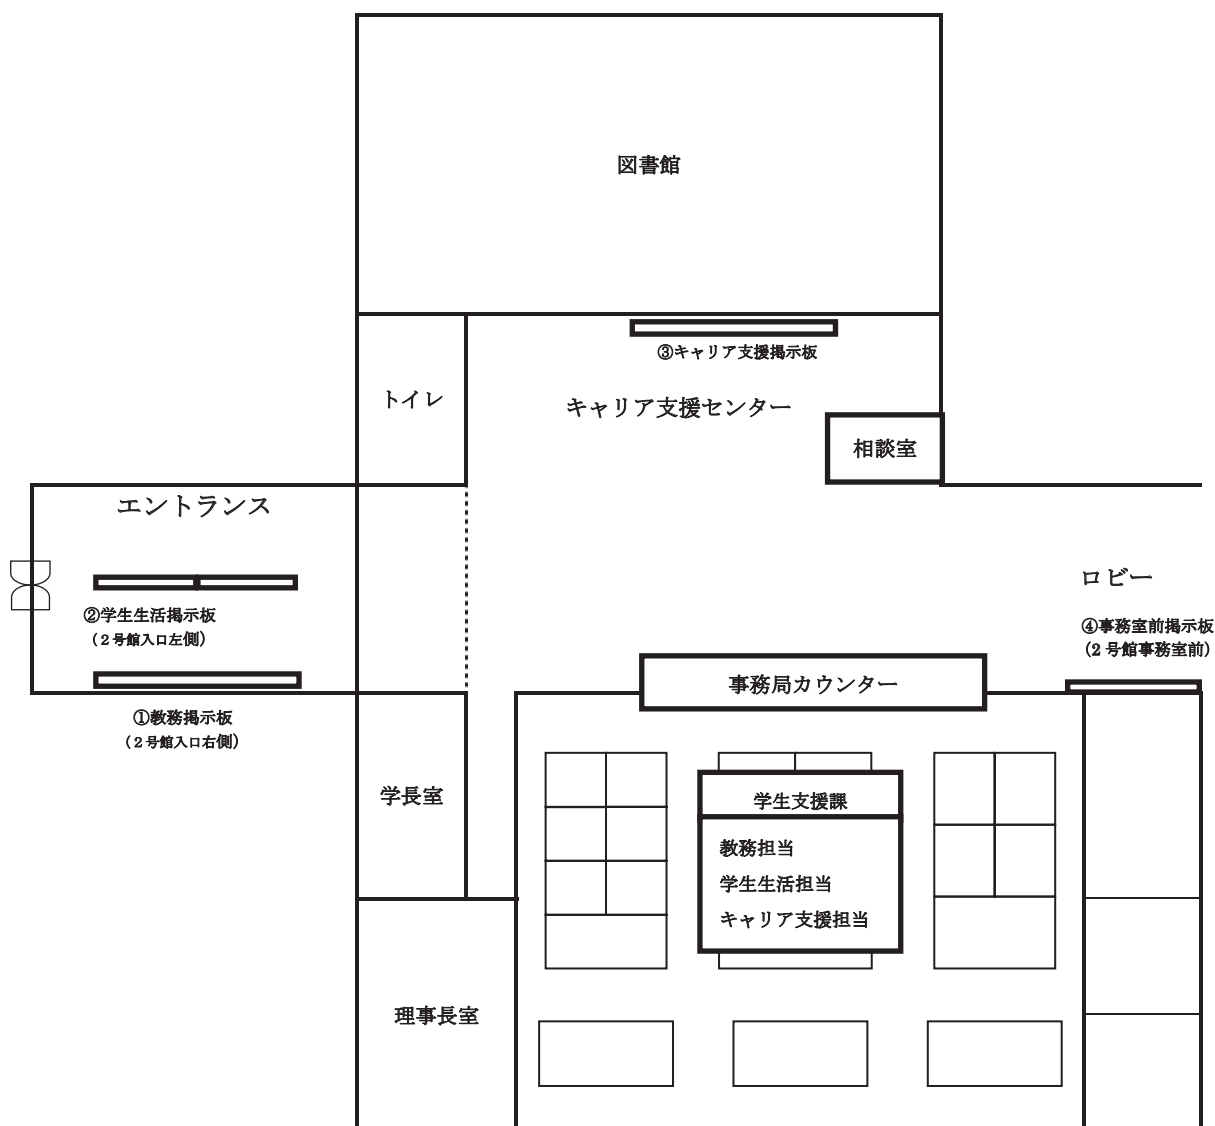 図書館
③キャリア支援掲示板
トイレ
キャリア支援センター
相談室
エントランス
ロビー
②学生生活掲示板
（２号館入口左側）
④事務室前掲示板
（２号館事務室前）
事務局カウンター
①教務掲示板
（２号館入口右側）
学長室
学生支援課
教務担当
学生生活担当
キャリア支援担当
理事長室